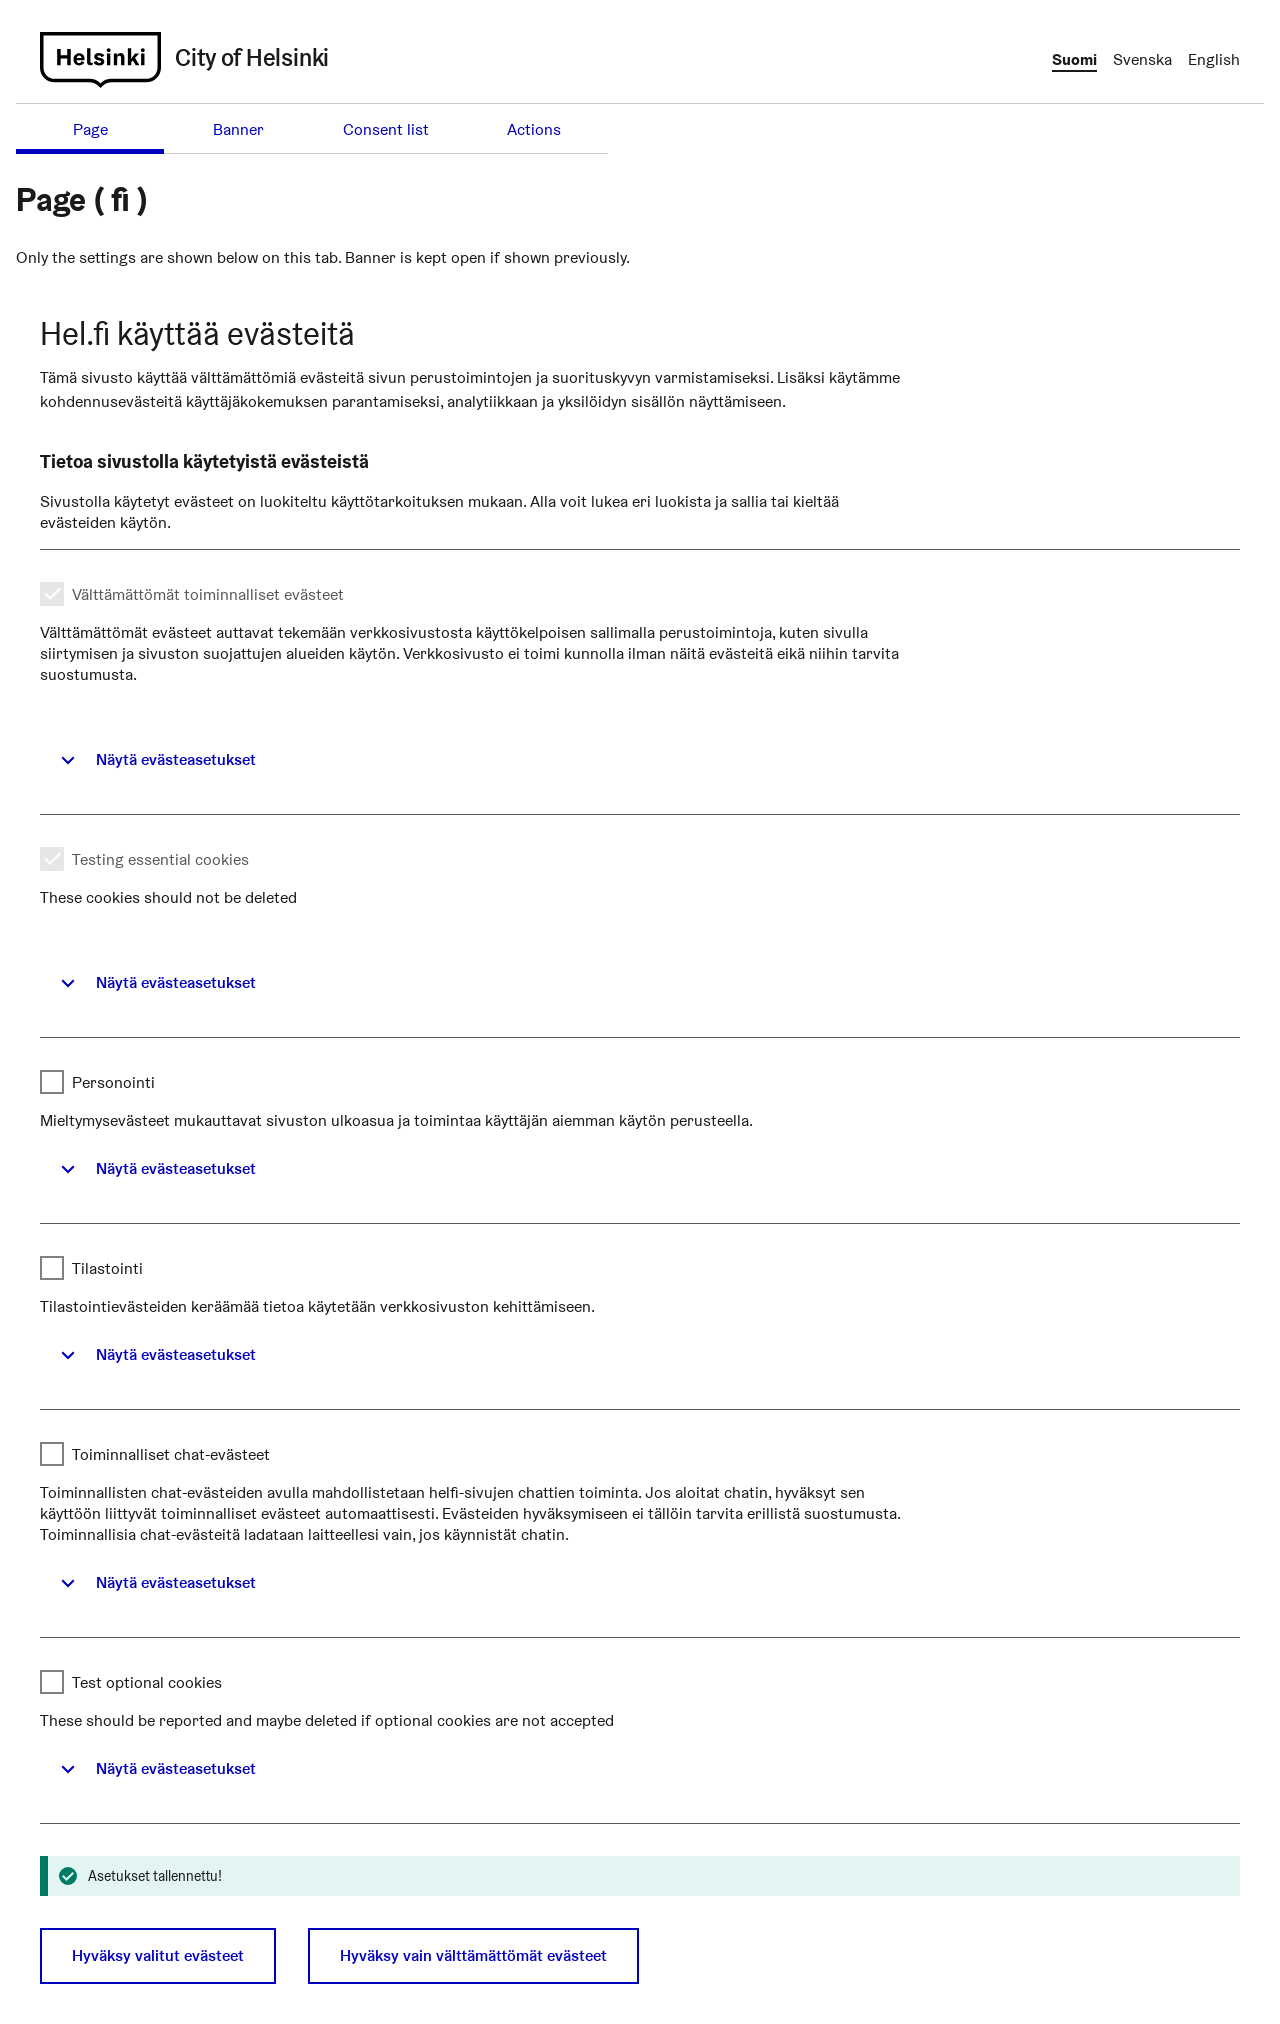 Helsinki City of Helsinki
Suomi Svenska English
Page Banner Consent list Actions
Page ( fi )
Only the settings are shown below on this tab. Banner is kept open if shown previously.
Hel.fi käyttää evästeitä
Tämä sivusto käyttää välttämättömiä evästeitä sivun perustoimintojen ja suorituskyvyn varmistamiseksi. Lisäksi käytämme
kohdennusevästeitä käyttäjäkokemuksen parantamiseksi, analytiikkaan ja yksilöidyn sisällön näyttämiseen.
Tietoa sivustolla käytetyistä evästeistä
Sivustolla käytetyt evästeet on luokiteltu käyttötarkoituksen mukaan. Alla voit lukea eri luokista ja sallia tai kieltää
evästeiden käytön.
Välttämättömät toiminnalliset evästeet
Välttämättömät evästeet auttavat tekemään verkkosivustosta käyttökelpoisen sallimalla perustoimintoja, kuten sivulla
siirtymisen ja sivuston suojattujen alueiden käytön. Verkkosivusto ei toimi kunnolla ilman näitä evästeitä eikä niihin tarvita
suostumusta.
Näytä evästeasetukset
Testing essential cookies
These cookies should not be deleted
Näytä evästeasetukset
Personointi
Mieltymysevästeet mukauttavat sivuston ulkoasua ja toimintaa käyttäjän aiemman käytön perusteella.
Näytä evästeasetukset
Tilastointi
Tilastointievästeiden keräämää tietoa käytetään verkkosivuston kehittämiseen.
Näytä evästeasetukset
Toiminnalliset chat-evästeet
Toiminnallisten chat-evästeiden avulla mahdollistetaan helfi-sivujen chattien toiminta. Jos aloitat chatin, hyväksyt sen
käyttöön liittyvät toiminnalliset evästeet automaattisesti. Evästeiden hyväksymiseen ei tällöin tarvita erillistä suostumusta.
Toiminnallisia chat-evästeitä ladataan laitteellesi vain, jos käynnistät chatin.
Näytä evästeasetukset
Test optional cookies
These should be reported and maybe deleted if optional cookies are not accepted
Näytä evästeasetukset
Asetukset tallennettu!
Hyväksy valitut evästeet Hyväksy vain välttämättömät evästeet